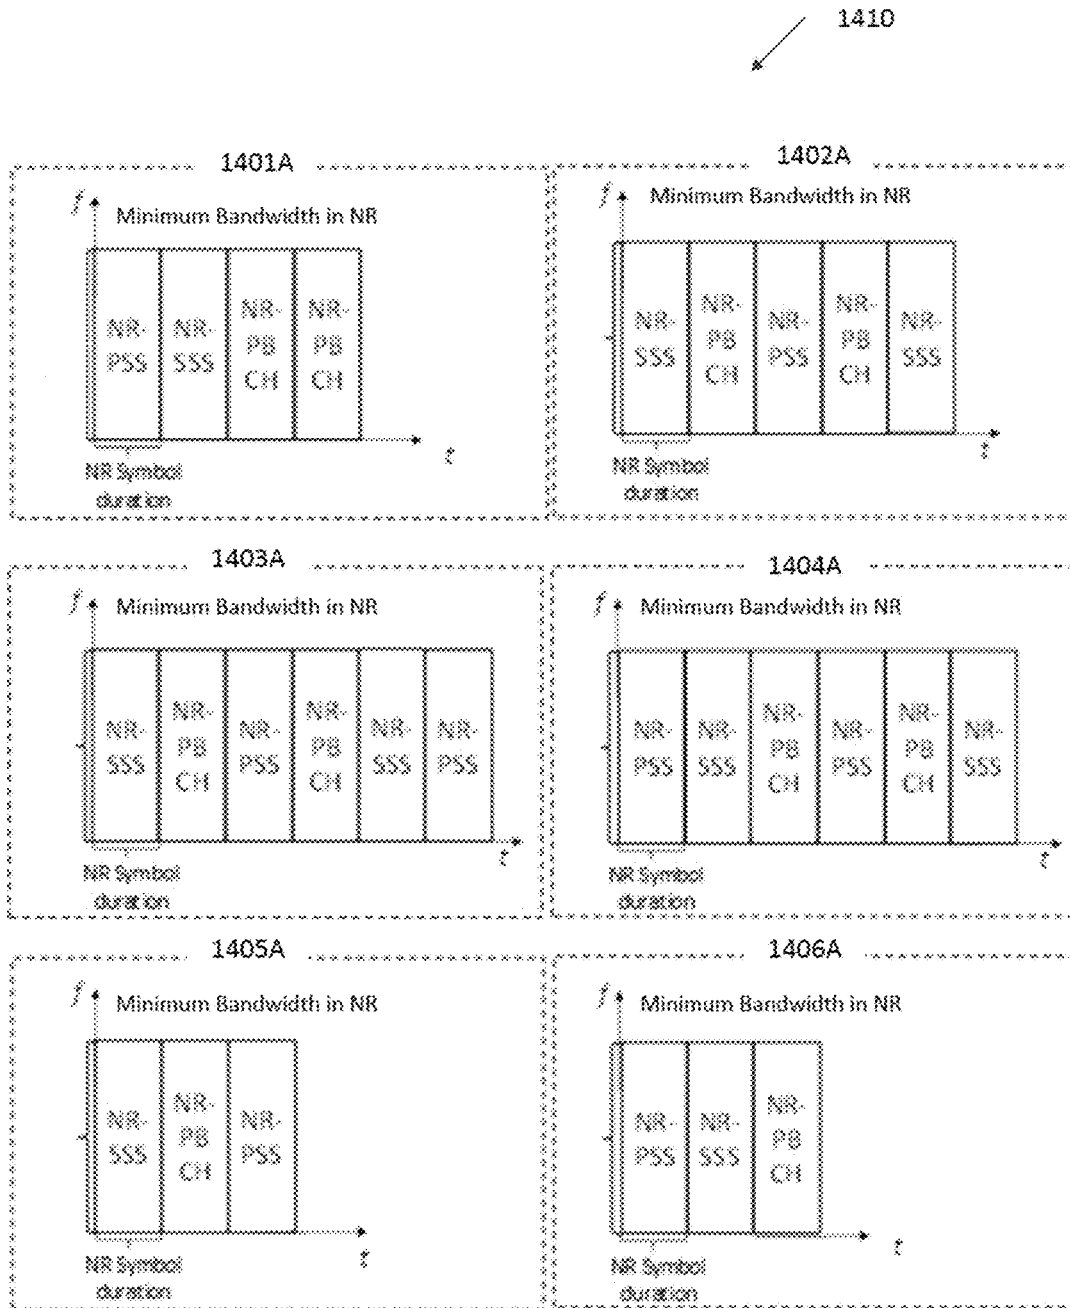 1410
1401A
f
Minimum Bandwidth in NR
NR-
PSS
NR-
SSS
NR-
PB
CH
NR-
PB
CH
t
NR Symbol
duration
1402A
f
Minimum Bandwidth in NR
NR-
SSS
NR-
PB
CH
NR-
PSS
NR-
PB
CH
NR-
SSS
t
NR Symbol
duration
1403A
f
Minimum Bandwidth in NR
NR-
SSS
NR-
PB
CH
NR-
PSS
NR-
PB
CH
NR-
SSS
NR-
PSS
t
NR Symbol
duration
1404A
f
Minimum Bandwidth in NR
NR-
PSS
NR-
SSS
NR-
PB
CH
NR-
PSS
NR-
PB
CH
NR-
SSS
t
NR Symbol
duration
1405A
f
Minimum Bandwidth in NR
NR-
SSS
NR-
PB
CH
NR-
PSS
t
NR Symbol
duration
1406A
f
Minimum Bandwidth in NR
NR-
PSS
NR-
SSS
NR-
PB
CH
t
NR Symbol
duration